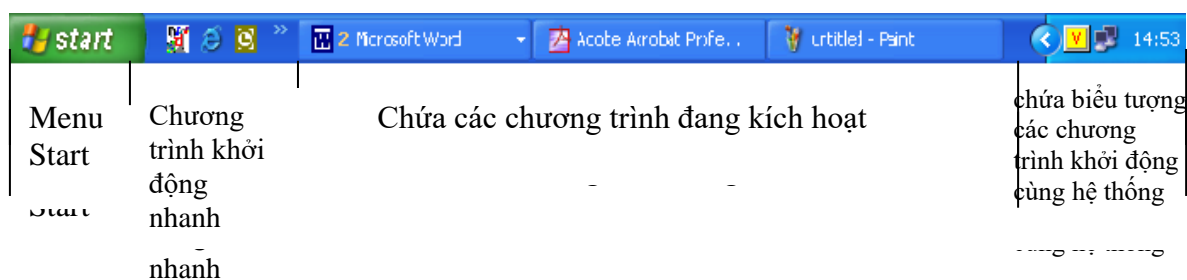 start
2 Microsoft Word
Acobe Acrobat Profe. .
untitled - Paint
14:53
Menu
Start
Chương
trình khởi
động
nhanh
nhanh
Chứa các chương trình đang kích hoạt
chứa biểu tượng
các chương
trình khởi động
cùng hệ thống